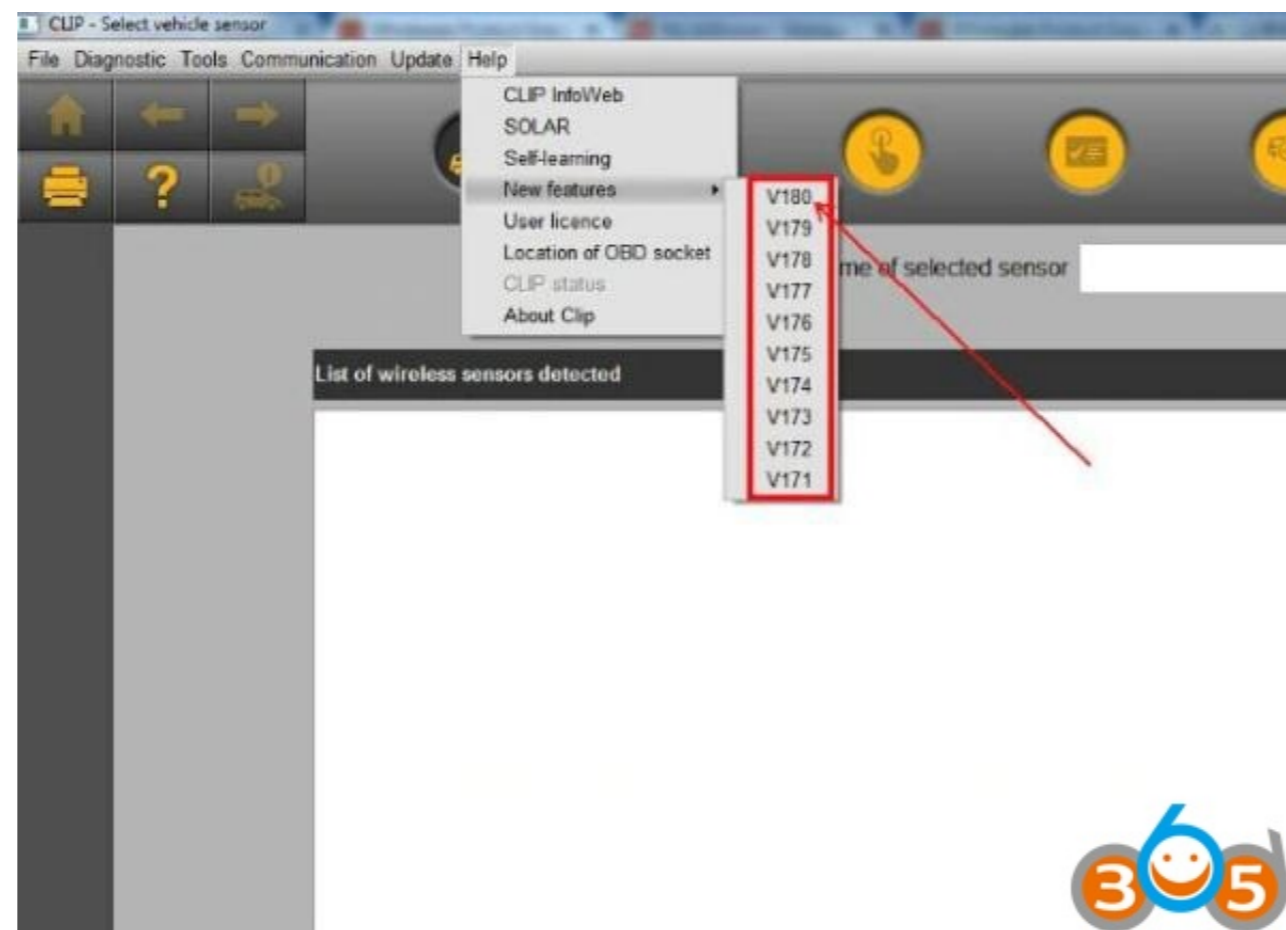 CLIP - Select vehicle sensor
File Diagnostic Tools Communication Update Help
CLIP InfoWeb
SOLAR
Self-learning
New features
User licence
Location of OBD socket
CLIP status
About Clip
V180
V179
V178
V177
V176
V175
V174
V173
V172
V171
me of selected sensor
List of wireless sensors detected
?
365d